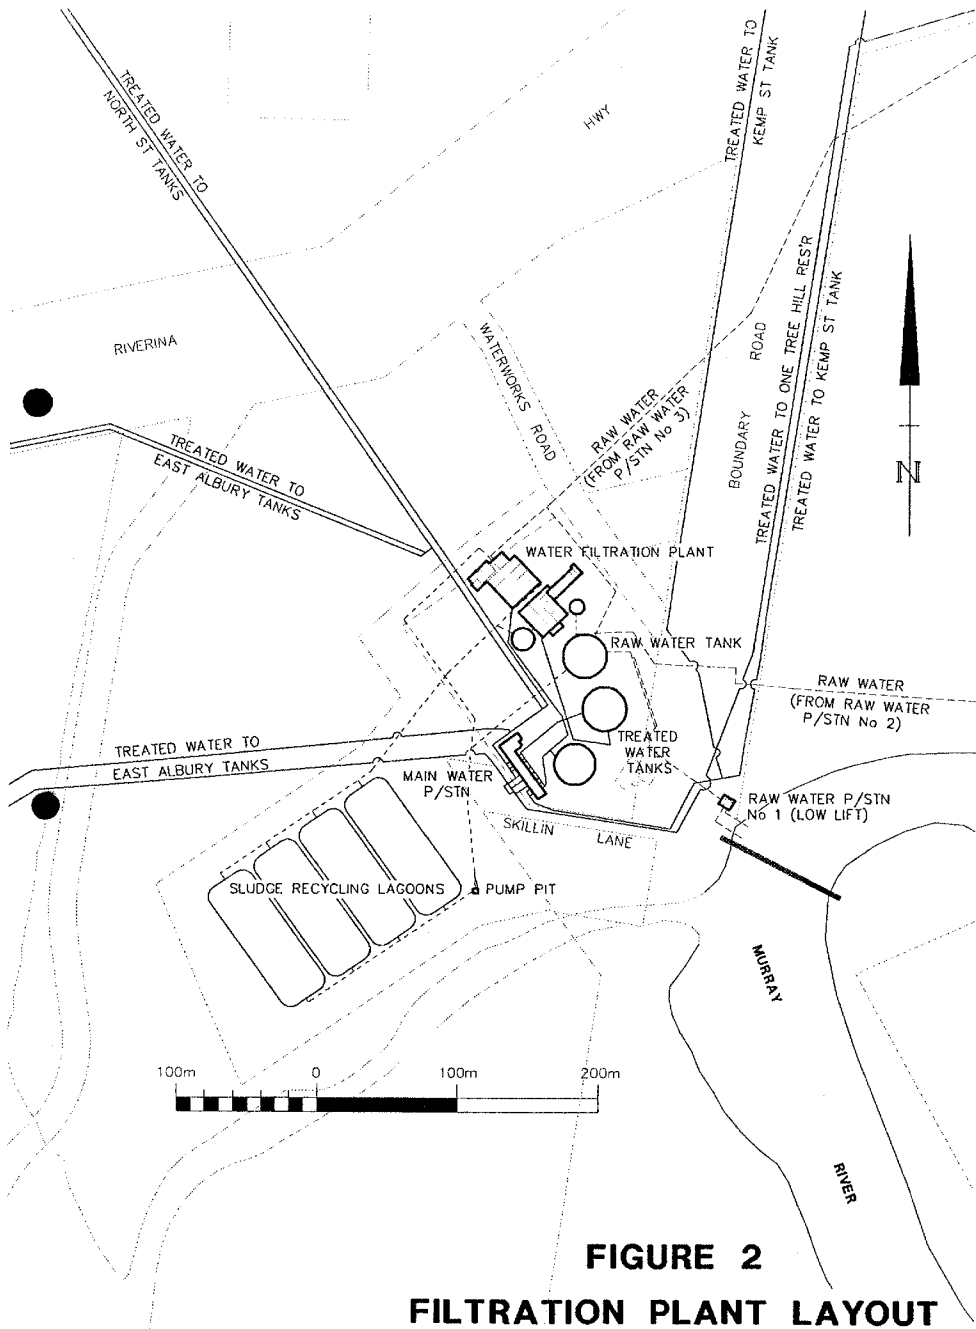 TREATED WATER TO
NORTH ST TANKS
HWY
TREATED WATER TO
KEMP ST TANK
RIVERINA
WATERWORKS ROAD
RAW WATER
(FROM RAW WATER
P/STN No 3)
BOUNDARY ROAD
TREATED WATER TO ONE TREE HILL RES'R
TREATED WATER TO KEMP ST TANK
N
TREATED WATER TO
EAST ALBURY TANKS
WATER FILTRATION PLANT
RAW WATER TANK
RAW WATER
(FROM RAW WATER
P/STN No 2)
TREATED WATER TO
EAST ALBURY TANKS
TREATED
WATER
TANKS
MAIN WATER
P/STN
RAW WATER P/STN
No 1 (LOW LIFT)
SKILLIN LANE
SLUDGE RECYCLING LAGOONS
PUMP PIT
MURRAY
RIVER
100m 0 100m 200m
FIGURE 2
FILTRATION PLANT LAYOUT